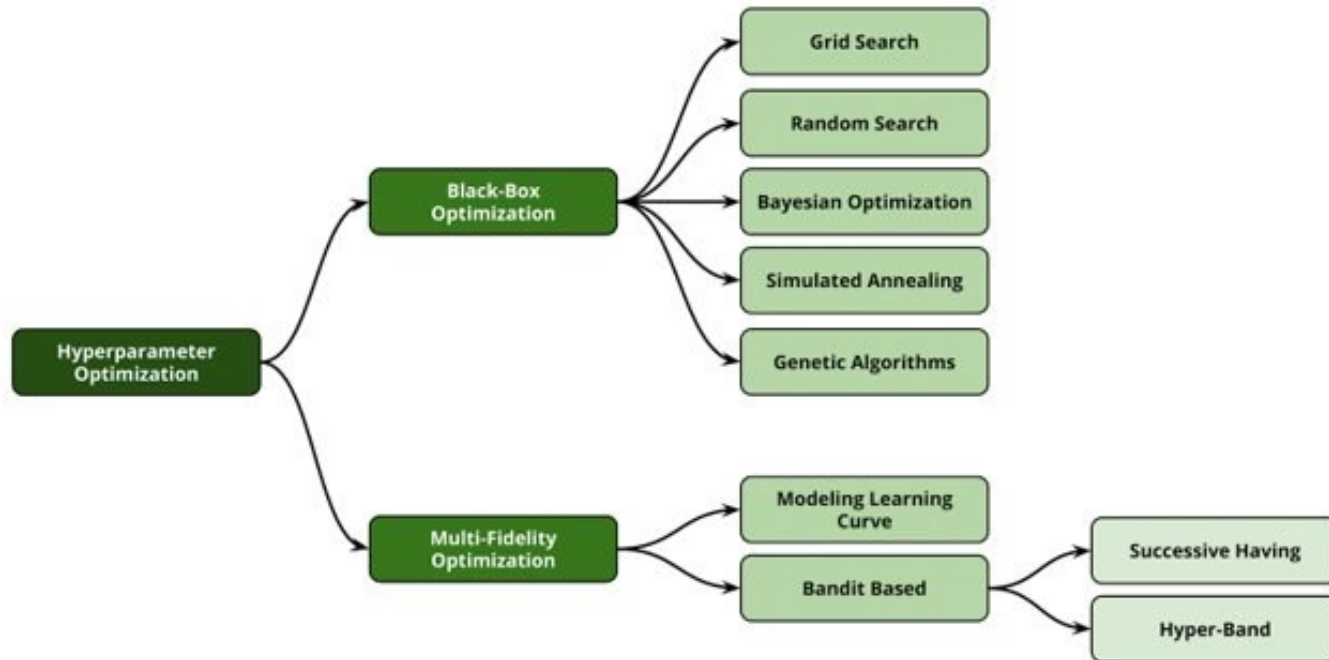 Grid Search
Random Search
Black-Box
Optimization
Bayesian Optimization
Simulated Annealing
Hyperparameter
Optimization
Genetic Algorithms
Modeling Learning
Curve
Multi-Fidelity
Optimization
Successive Having
Bandit Based
Hyper-Band